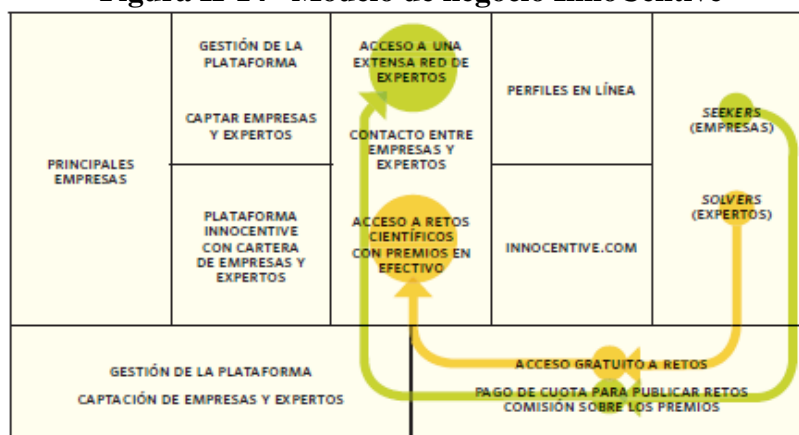 Figura II-14 Modelo de negocio InnoCentive
PRINCIPALES
EMPRESAS
GESTIÓN DE LA
PLATAFORMA
CAPTAR EMPRESAS
Y EXPERTOS
PLATAFORMA
INNOCENTIVE
CON CARTERA
DE EMPRESAS Y
EXPERTOS
ACCESO A UNA
EXTENSA RED DE
EXPERTOS
CONTACTO ENTRE
EMPRESAS Y
EXPERTOS
ACCESO A RETOS
CIENTÍFICOS
CON PREMIOS EN
EFECTIVO
PERFILES EN LÍNEA
INNOCENTIVE.COM
SEEKERS
(EMPRESAS)
SOLVERS
(EXPERTOS)
GESTIÓN DE LA PLATAFORMA
CAPTACIÓN DE EMPRESAS Y EXPERTOS
ACCESO GRATUITO A RETOS
PAGO DE CUOTA PARA PUBLICAR RETOS
COMISIÓN SOBRE LOS PREMIOS